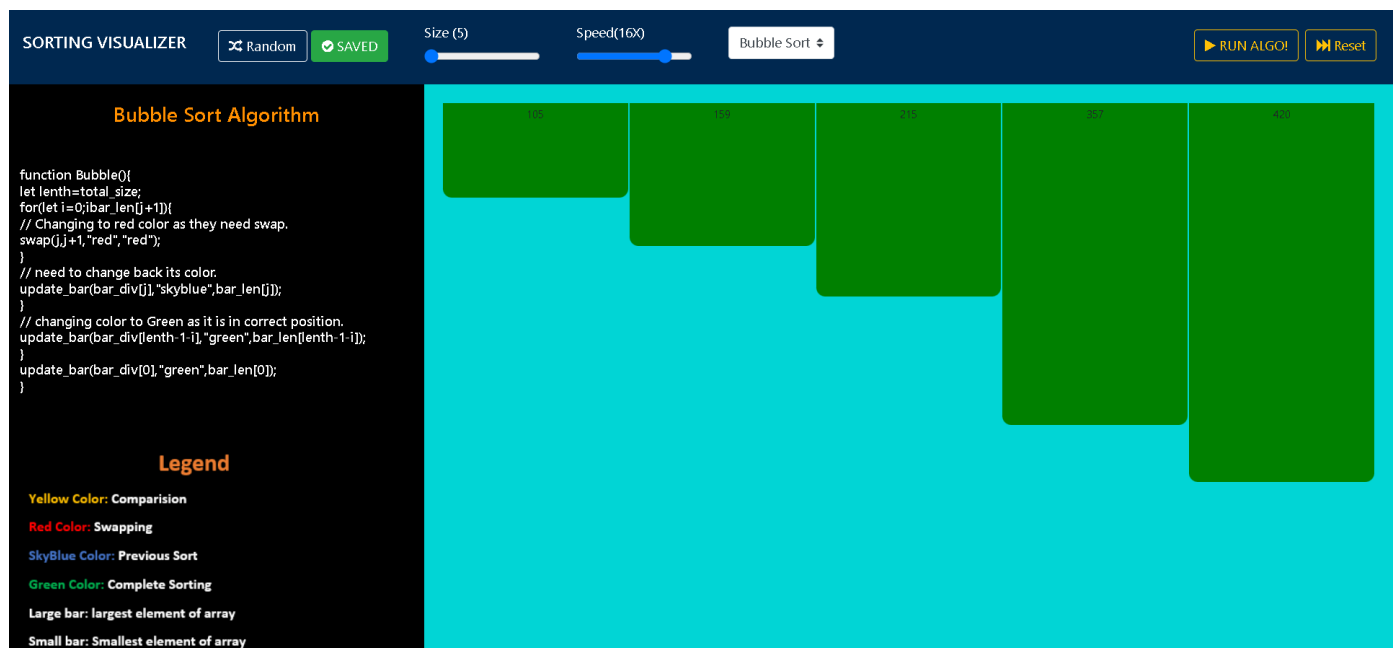 SORTING VISUALIZER
Random
SAVED
Size (5)
Speed(16X)
Bubble Sort
RUN ALGO!
Reset
Bubble Sort Algorithm
function Bubble(){
let lenth=total_size;
for(let i=0;ibar_len[j+1]){
// Changing to red color as they need swap.
swap(j,j+1,"red","red");
}
// need to change back its color.
update_bar(bar_div[j],"skyblue",bar_len[j]);
}
// changing color to Green as it is in correct position.
update_bar(bar_div[lenth-1-i],"green",bar_len[lenth-1-i]);
}
update_bar(bar_div[0],"green",bar_len[0]);
}
Legend
Yellow Color: Comparision
Red Color: Swapping
SkyBlue Color: Previous Sort
Green Color: Complete Sorting
Large bar: largest element of array
Small bar: Smallest element of array
105
159
215
357
420